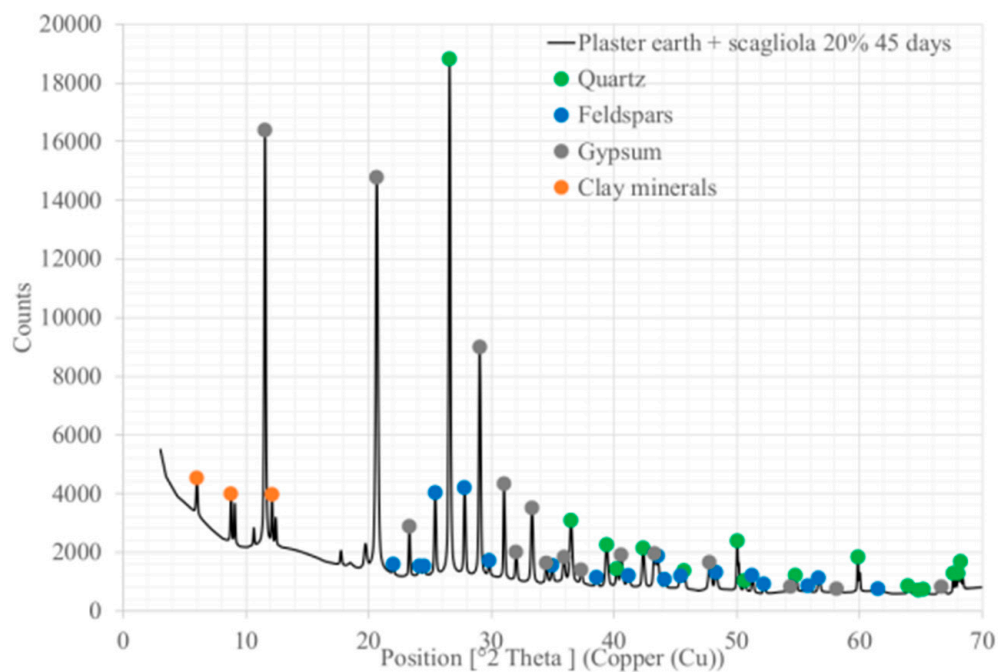 20000
18000
16000
14000
12000
10000
8000
6000
4000
2000
0
Counts
Plaster earth + scagliola 20% 45 days
Quartz
Feldspars
Gypsum
Clay minerals
0 10 20 30 40 50 60 70
Position [°2 Theta ] (Copper (Cu))